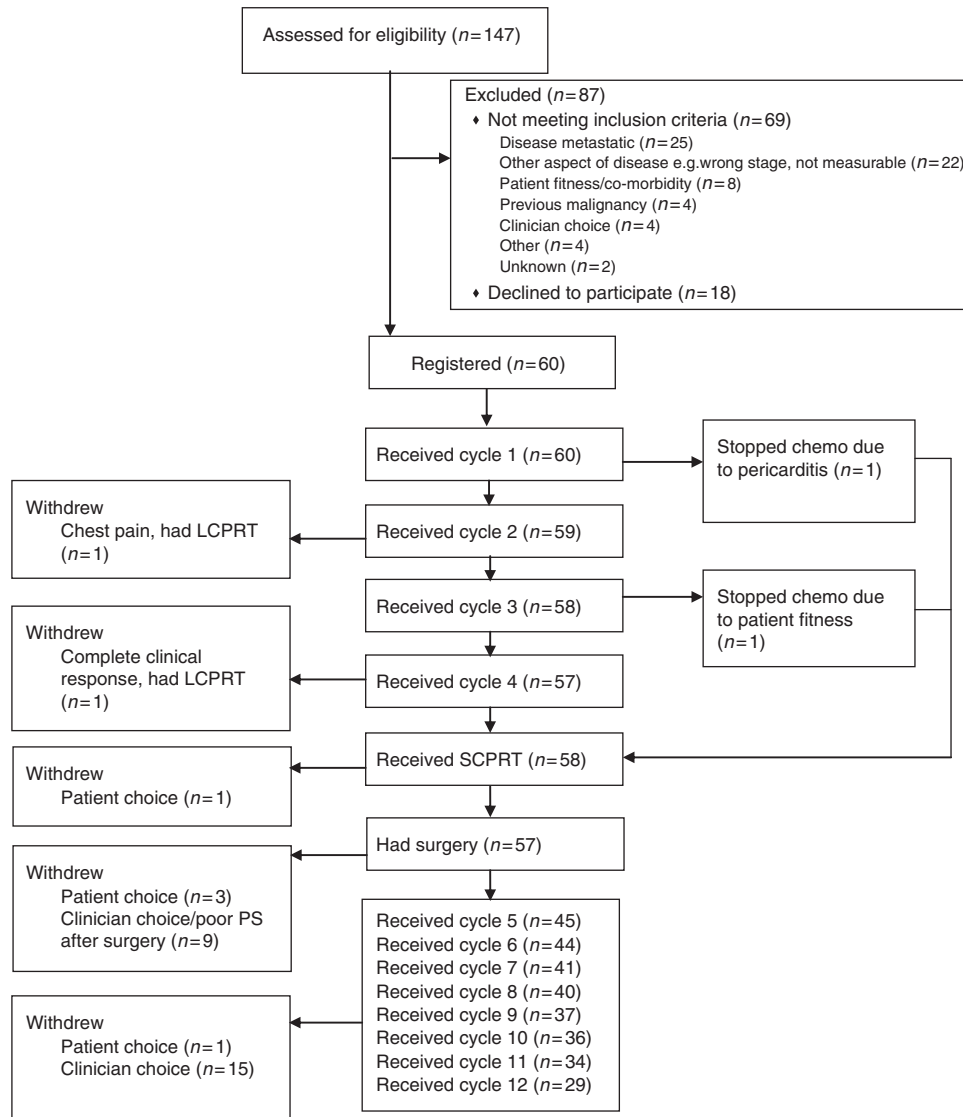 Assessed for eligibility (n=147)
Excluded (n=87)
♦ Not meeting inclusion criteria (n=69)
Disease metastatic (n=25)
Other aspect of disease e.g.wrong stage, not measurable (n=22)
Patient fitness/co-morbidity (n=8)
Previous malignancy (n=4)
Clinician choice (n=4)
Other (n=4)
Unknown (n=2)
♦ Declined to participate (n=18)
Registered (n=60)
Received cycle 1 (n=60)
Stopped chemo due
to pericarditis (n=1)
Withdrew
Chest pain, had LCPRT
(n=1)
Received cycle 2 (n=59)
Received cycle 3 (n=58)
Stopped chemo due
to patient fitness
(n=1)
Withdrew
Complete clinical
response, had LCPRT
(n=1)
Received cycle 4 (n=57)
Received SCPRT (n=58)
Withdrew
Patient choice (n=1)
Had surgery (n=57)
Withdrew
Patient choice (n=3)
Clinician choice/poor PS
after surgery (n=9)
Received cycle 5 (n=45)
Received cycle 6 (n=44)
Received cycle 7 (n=41)
Received cycle 8 (n=40)
Received cycle 9 (n=37)
Received cycle 10 (n=36)
Received cycle 11 (n=34)
Received cycle 12 (n=29)
Withdrew
Patient choice (n=1)
Clinician choice (n=15)